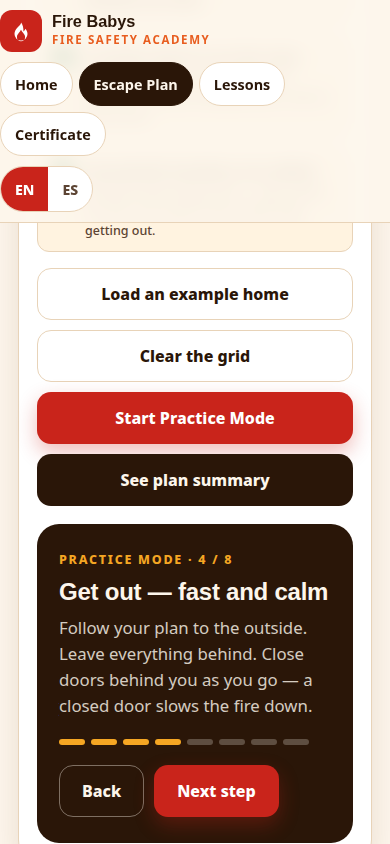 Fire Babys
FIRE SAFETY ACADEMY
Home
Escape Plan
Lessons
Certificate
EN
ES
getting out.
Load an example home
Clear the grid
Start Practice Mode
See plan summary
PRACTICE MODE · 4 / 8
Get out — fast and calm
Follow your plan to the outside.
Leave everything behind. Close
doors behind you as you go — a
closed door slows the fire down.
Back
Next step